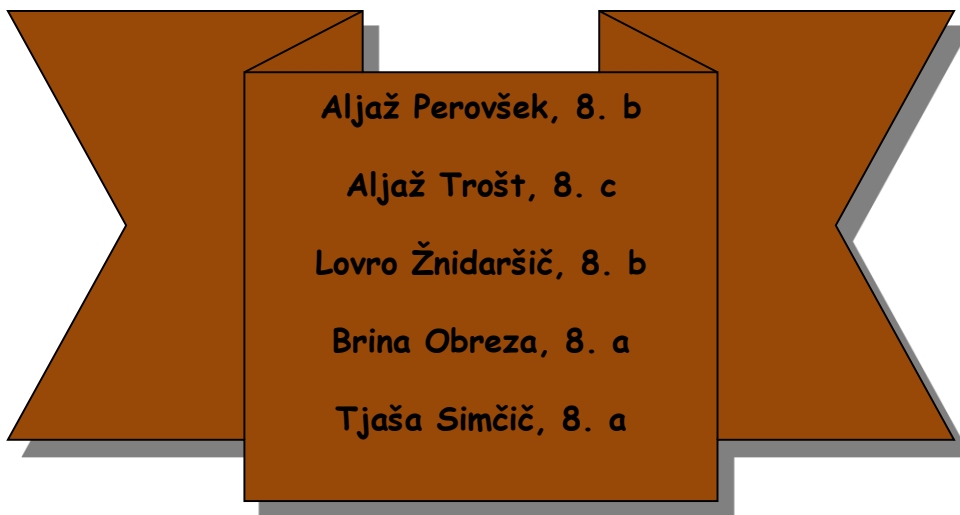 Aljaž Perovšek, 8. b
Aljaž Trošt, 8. c
Lovro Žnidaršič, 8. b
Brina Obreza, 8. a
Tjaša Simčič, 8. a